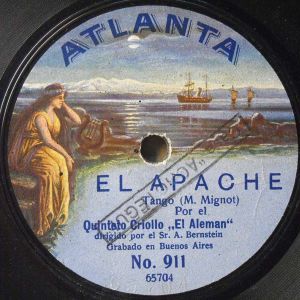 ATLANTA
EL APACHE
Tango (M. Mignot)
Por el
Quinteto Criollo „El Aleman“
dirigido por el Sr. A. Bernstein
Grabado en Buenos Aires
No. 911
65704